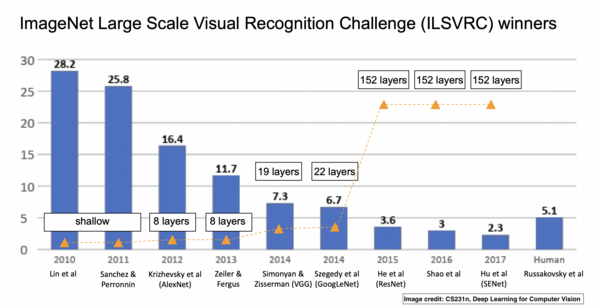 ImageNet Large Scale Visual Recognition Challenge (ILSVRC) winners
30
25
20
15
10
5
0
28.2
25.8
16.4
11.7
7.3
6.7
3.6
3
2.3
5.1
shallow
8 layers
8 layers
19 layers
22 layers
152 layers
152 layers
152 layers
2010
2011
2012
2013
2014
2014
2015
2016
2017
Human
Lin et al
Sanchez &
Perronnin
Krizhevsky et al
(AlexNet)
Zeiler &
Fergus
Simonyan &
Zisserman (VGG)
Szegedy et al
(GoogLeNet)
He et al
(ResNet)
Shao et al
Hu et al
(SENet)
Russakovsky et al
Image credit: CS231n, Deep Learning for Computer Vision